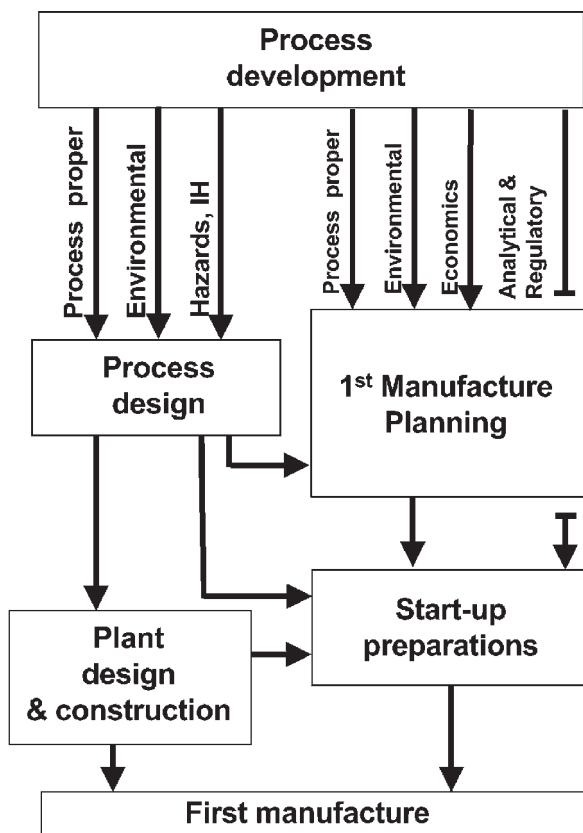 Process
development
Process proper
Environmental
Hazards, IH
Process proper
Environmental
Economics
Analytical &
Regulatory
Process
design
1st Manufacture
Planning
Plant
design
& construction
Start-up
preparations
First manufacture